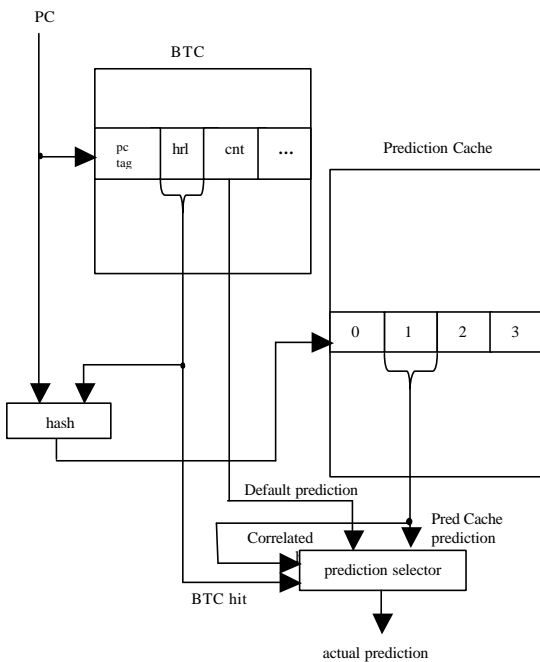 PC
BTC
pc
tag
hrl
cnt
...
Prediction Cache
0
1
2
3
hash
Default prediction
Correlated
Pred Cache
prediction
prediction selector
BTC hit
actual prediction